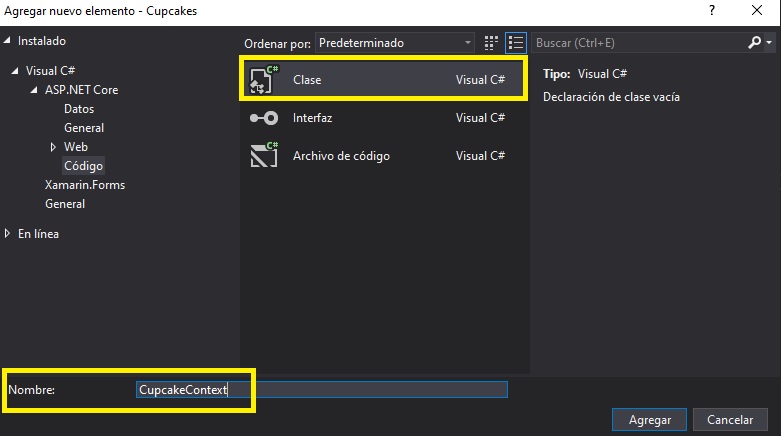 Agregar nuevo elemento - Cupcakes ? ×
Instalado
Ordenar por: Predeterminado
Buscar (Ctrl+E)
Visual C#
ASP.NET Core
Datos
General
Web
Código
Xamarin.Forms
General
En línea
C# Clase Visual C#
Interfaz Visual C#
C# Archivo de código Visual C#
Tipo: Visual C#
Declaración de clase vacía
Nombre: CupcakeContext
Agregar Cancelar